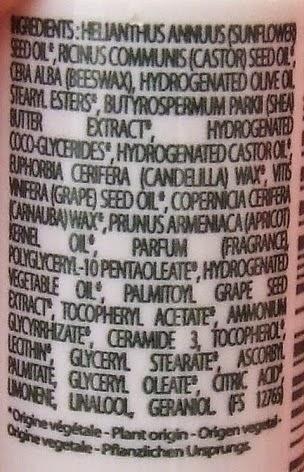 INGREDIENTS : HELIANTHUS ANNUUS (SUNFLOWER)
SEED OIL*, RICINUS COMMUNIS (CASTOR) SEED OIL*,
CERA ALBA (BEESWAX), HYDROGENATED OLIVE OIL
STEARYL ESTERS*, BUTYROSPERMUM PARKII (SHEA)
BUTTER EXTRACT*, HYDROGENATED
COCO-GLYCERIDES*, HYDROGENATED CASTOR OIL*,
EUPHORBIA CERIFERA (CANDELILLA) WAX*, VITIS
VINIFERA (GRAPE) SEED OIL*, COPERNICIA CERIFERA
(CARNAUBA) WAX*, PRUNUS ARMENIACA (APRICOT)
KERNEL OIL*, PARFUM (FRAGRANCE),
POLYGLYCERYL-10 PENTAOLEATE*, HYDROGENATED
VEGETABLE OIL*, PALMITOYL GRAPE SEED
EXTRACT*, TOCOPHERYL ACETATE*, AMMONIUM
GLYCYRRHIZATE*, CERAMIDE 3, TOCOPHEROL,
LECITHIN*, GLYCERYL STEARATE*, ASCORBYL
PALMITATE, GLYCERYL OLEATE*, CITRIC ACID*,
LIMONENE, LINALOOL, GERANIOL. (FS 12785)
*Origine végétale - Plant origin - Origen vegetal -
Origine vegetale - Pflanzlichen Ursprungs.